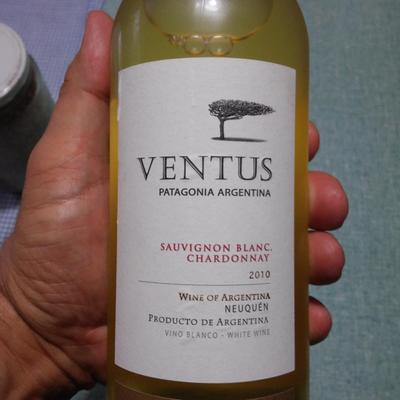 VENTUS
PATAGONIA ARGENTINA
SAUVIGNON BLANC.
CHARDONNAY
2010
WINE OF ARGENTINA
NEUQUÉN
PRODUCTO DE ARGENTINA
VINO BLANCO - WHITE WINE